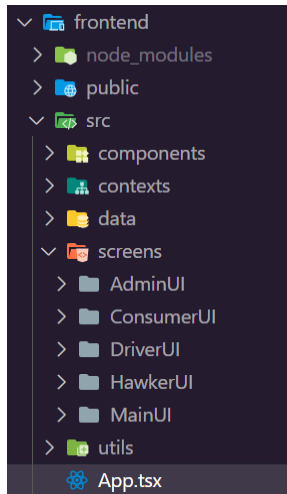 frontend
node_modules
public
src
components
contexts
data
screens
AdminUI
ConsumerUI
DriverUI
HawkerUI
MainUI
utils
App.tsx